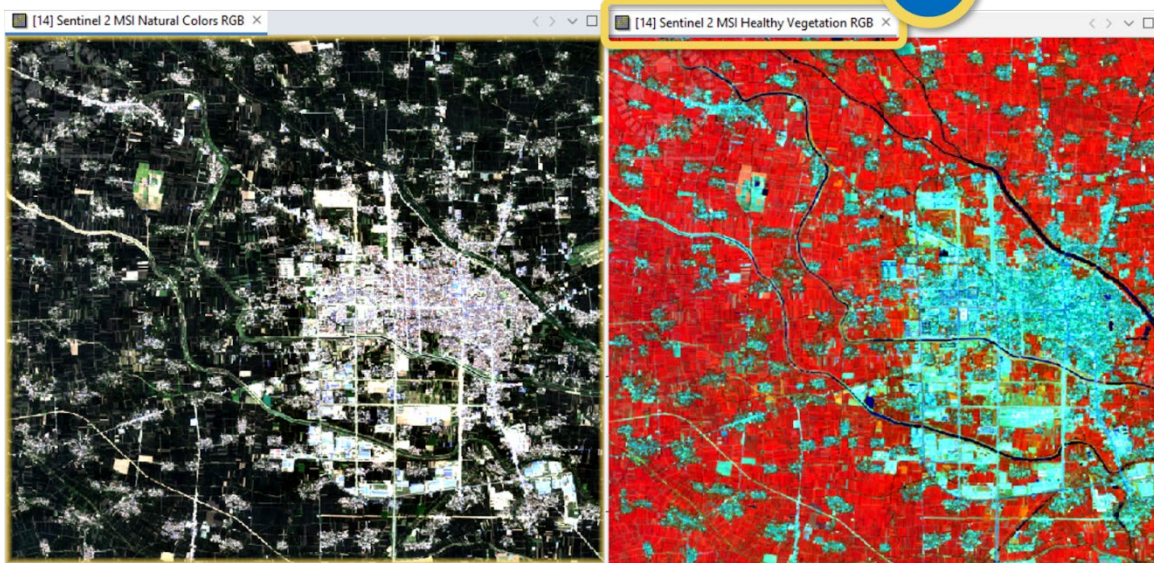 [14] Sentinel 2 MSI Natural Colors RGB
[14] Sentinel 2 MSI Healthy Vegetation RGB